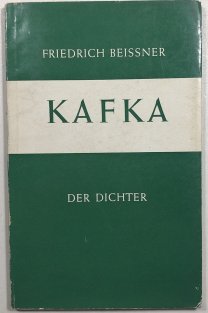 FRIEDRICH BEISSNER
KAFKA
DER DICHTER